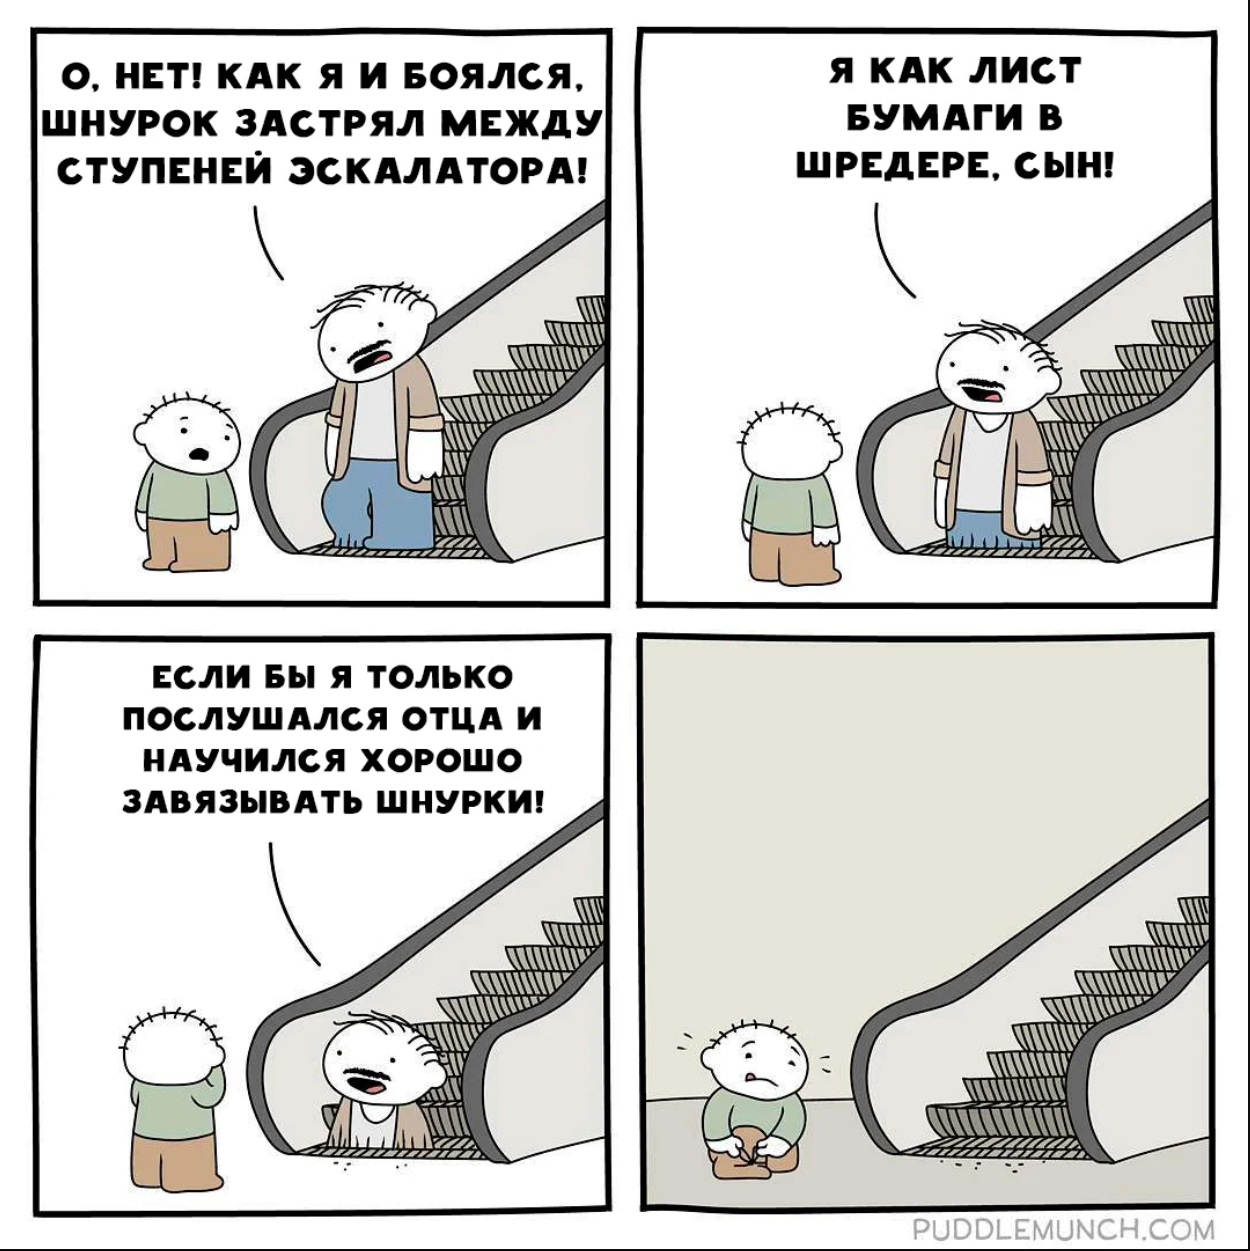 О, НЕТ! КАК Я И БОЯЛСЯ,
ШНУРОК ЗАСТРЯЛ МЕЖДУ
СТУПЕНЕЙ ЭСКАЛАТОРА!
Я КАК ЛИСТ
БУМАГИ В
ШРЕДЕРЕ, СЫН!
ЕСЛИ БЫ Я ТОЛЬКО
ПОСЛУШАЛСЯ ОТЦА И
НАУЧИЛСЯ ХОРОШО
ЗАВЯЗЫВАТЬ ШНУРКИ!
PUDDLEMUNCH.COM